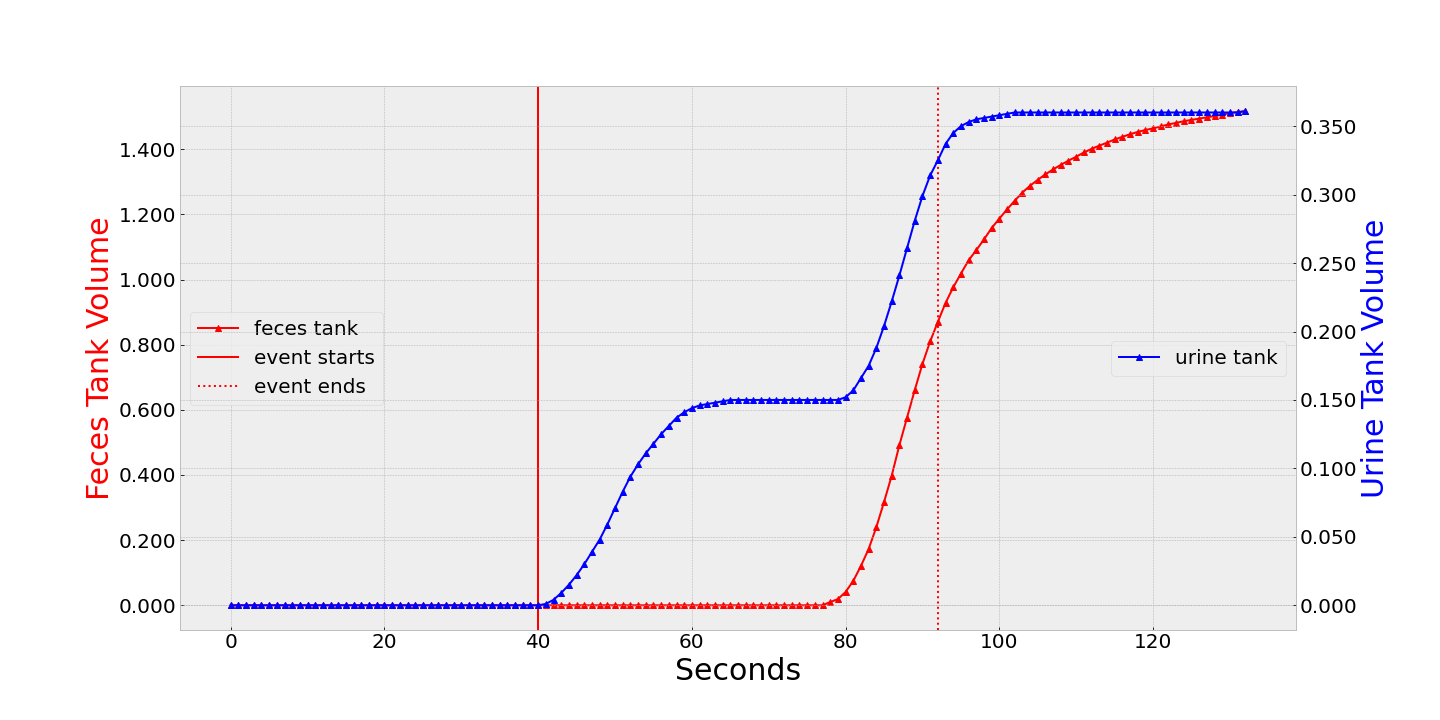 Feces Tank Volume
1.400
1.200
1.000
0.800
0.600
0.400
0.200
0.000
feces tank
event starts
event ends
urine tank
0.350
0.300
0.250
0.200
0.150
0.100
0.050
0.000
Urine Tank Volume
0 20 40 60 80 100 120
Seconds